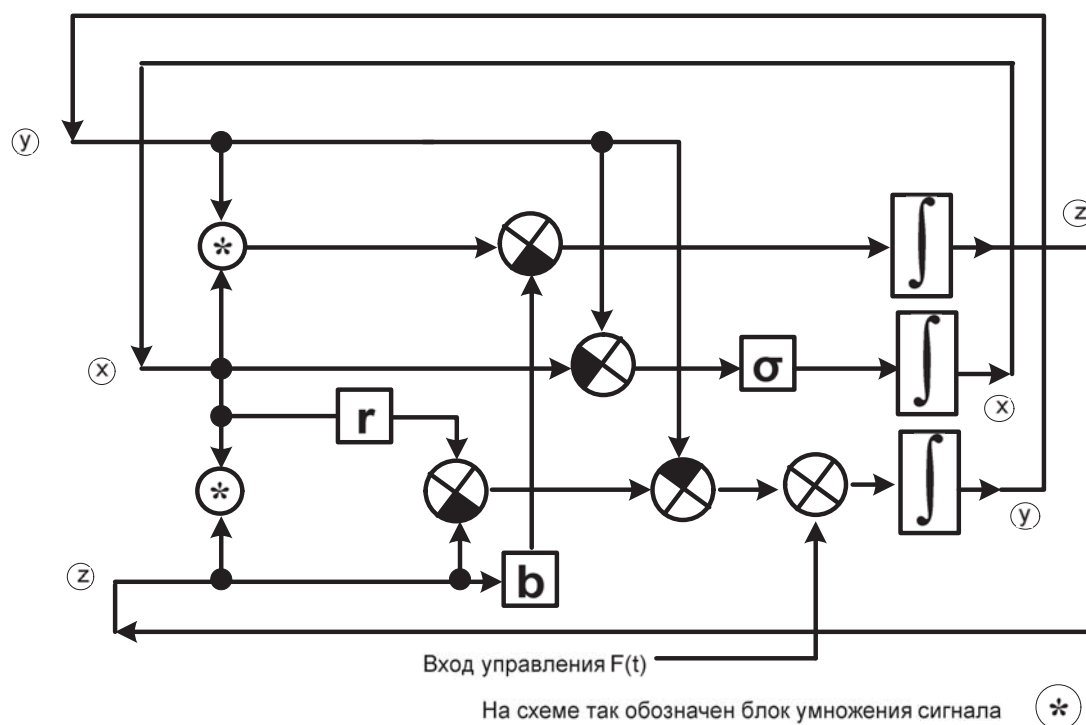 y
z
*
∫
x
σ
∫
r
x
*
∫
y
z
b
Вход управления F(t)
На схеме так обозначен блок умножения сигнала *